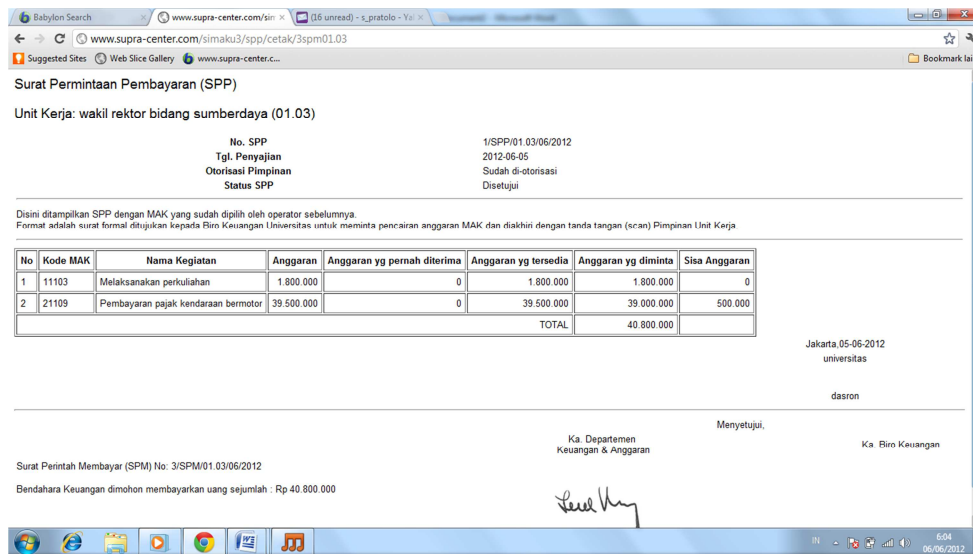 Babylon Search
www.supra-center.com/sim
(16 unread) - s_pratolo - Ya
www.supra-center.com/simaku3/spp/cetak/3spm01.03
Suggested Sites Web Slice Gallery www.supra-center.c... Bookmark lai
Surat Permintaan Pembayaran (SPP)
Unit Kerja: wakil rektor bidang sumberdaya (01.03)
No. SPP 1/SPP/01.03/06/2012
Tgl. Penyajian 2012-06-05
Otorisasi Pimpinan Sudah di-otorisasi
Status SPP Disetujui
Disini ditampilkan SPP dengan MAK yang sudah dipilih oleh operator sebelumnya.
Format adalah surat formal ditujukan kepada Biro Keuangan Universitas untuk meminta pencairan anggaran MAK dan diakhiri dengan tanda tangan (scan) Pimpinan Unit Kerja.
No Kode MAK Nama Kegiatan Anggaran Anggaran yg pernah diterima Anggaran yg tersedia Anggaran yg diminta Sisa Anggaran
1 11103 Melaksanakan perkuliahan 1.800.000 0 1.800.000 1.800.000 0
2 21109 Pembayaran pajak kendaraan bermotor 39.500.000 0 39.500.000 39.000.000 500.000
TOTAL 40.800.000
Jakarta,05-06-2012
universitas
dasron
Menyetujui,
Ka. Departemen
Keuangan & Anggaran
Ka. Biro Keuangan
Surat Perintah Membayar (SPM) No: 3/SPM/01.03/06/2012
Bendahara Keuangan dimohon membayarkan uang sejumlah : Rp 40.800.000
IN 6:04
06/06/2012